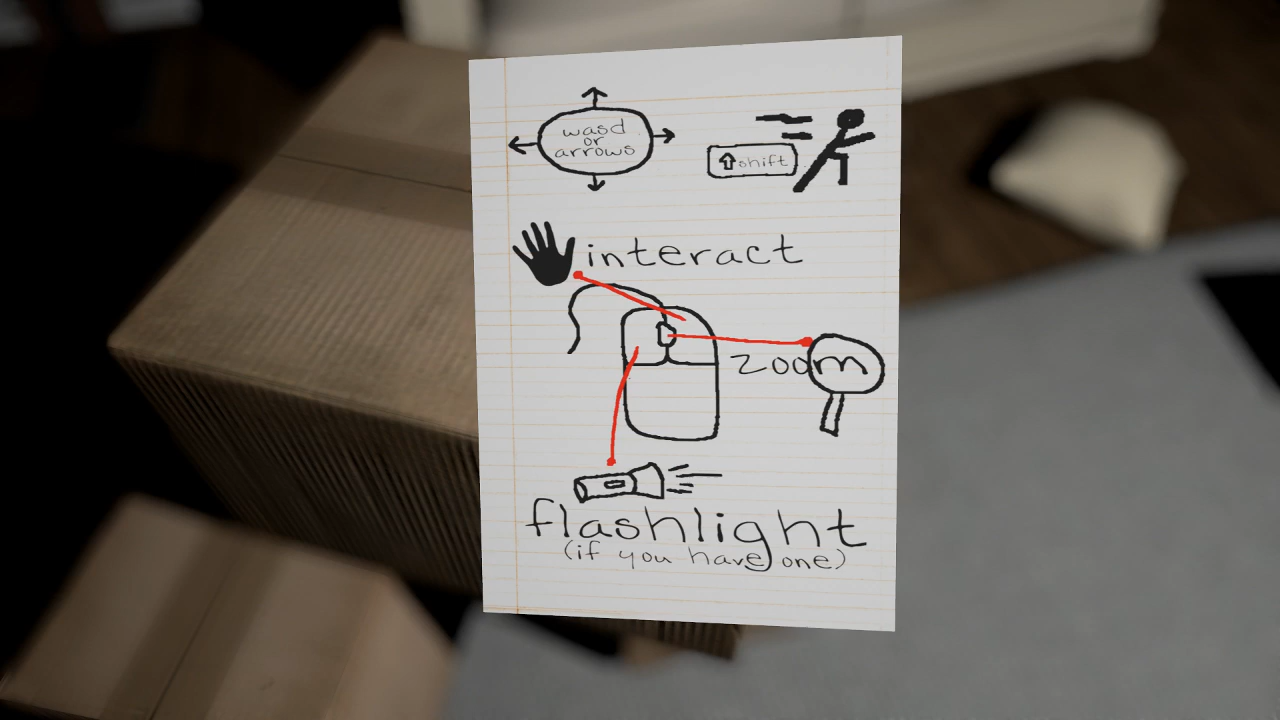 wasd
or
arrows
shift
interact
zoom
flashlight
(if you have one)